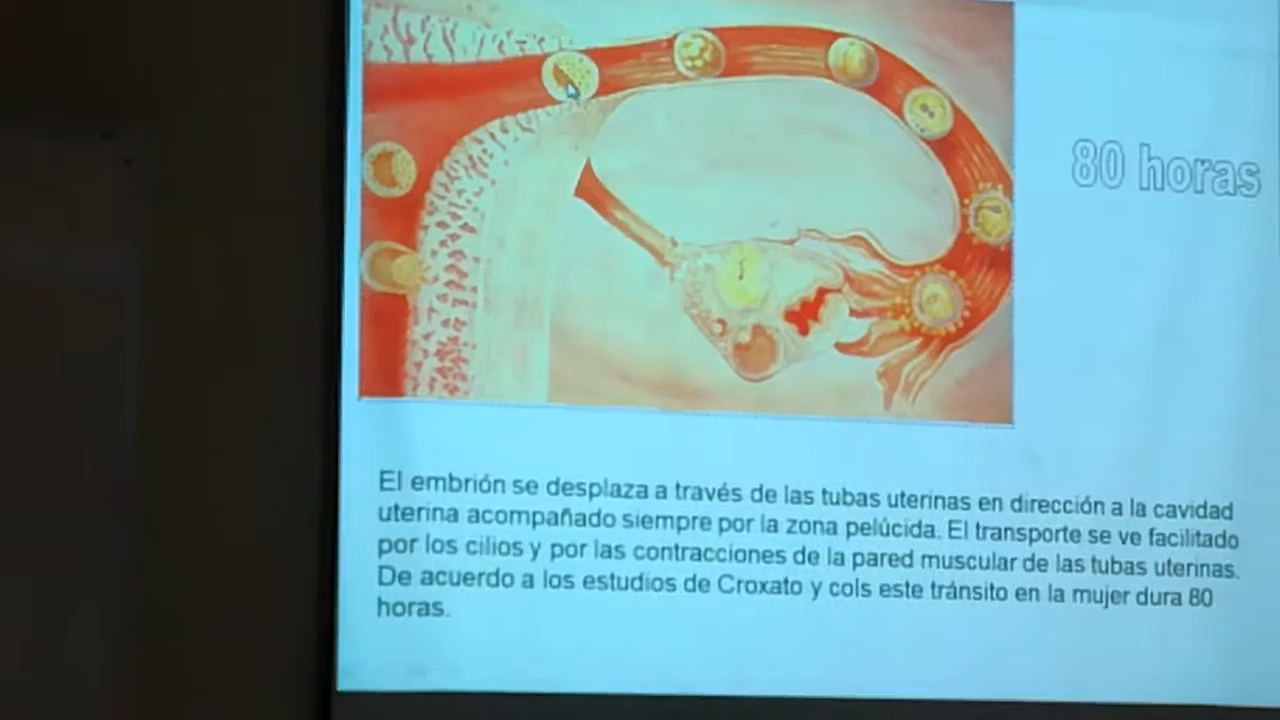 80 horas
El embrión se desplaza a través de las tubas uterinas en dirección a la cavidad
uterina acompañado siempre por la zona pelúcida. El transporte se ve facilitado
por los cilios y por las contracciones de la pared muscular de las tubas uterinas.
De acuerdo a los estudios de Croxato y cols este tránsito en la mujer dura 80
horas.